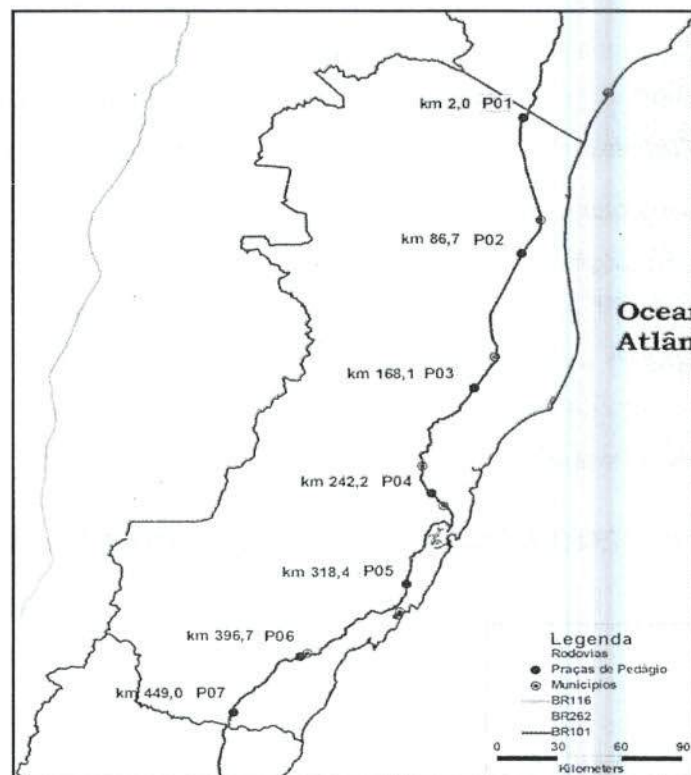 km 2,0 P01
km 86,7 P02
Ocea
Atlân
km 168,1 P03
km 242,2 P04
km 318,4 P05
km 396,7 P06
km 449,0 P07
Legenda
Rodovias
Praças de Pedágio
Municípios
BR116
BR262
BR101
0 30 60 90
Kilometers